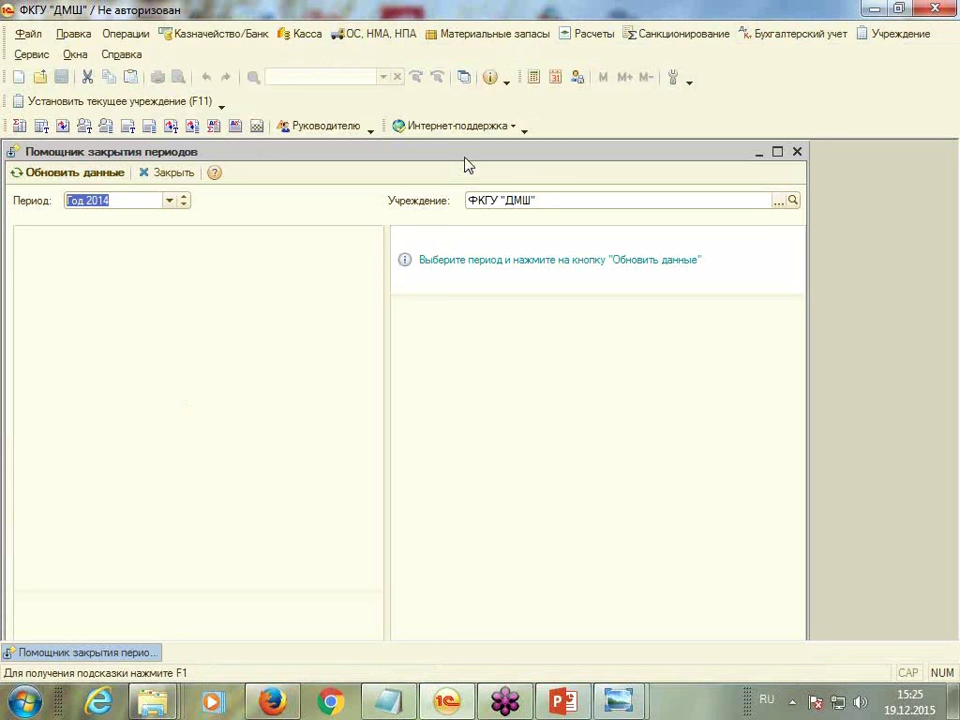 ФКГУ "ДМШ" / Не авторизован
Файл Правка Операции Казначейство/Банк Касса ОС, НМА, НПА Материальные запасы Расчеты Санкционирование Бухгалтерский учет Учреждение
Сервис Окна Справка
M M+ M-
Установить текущее учреждение (F11)
Руководителю Интернет-поддержка
Помощник закрытия периодов
Обновить данные Закрыть
Период: Год 2014 Учреждение: ФКГУ "ДМШ"
Выберите период и нажмите на кнопку "Обновить данные"
Помощник закрытия перио...
Для получения подсказки нажмите F1 CAP NUM
RU 15:25
19.12.2015